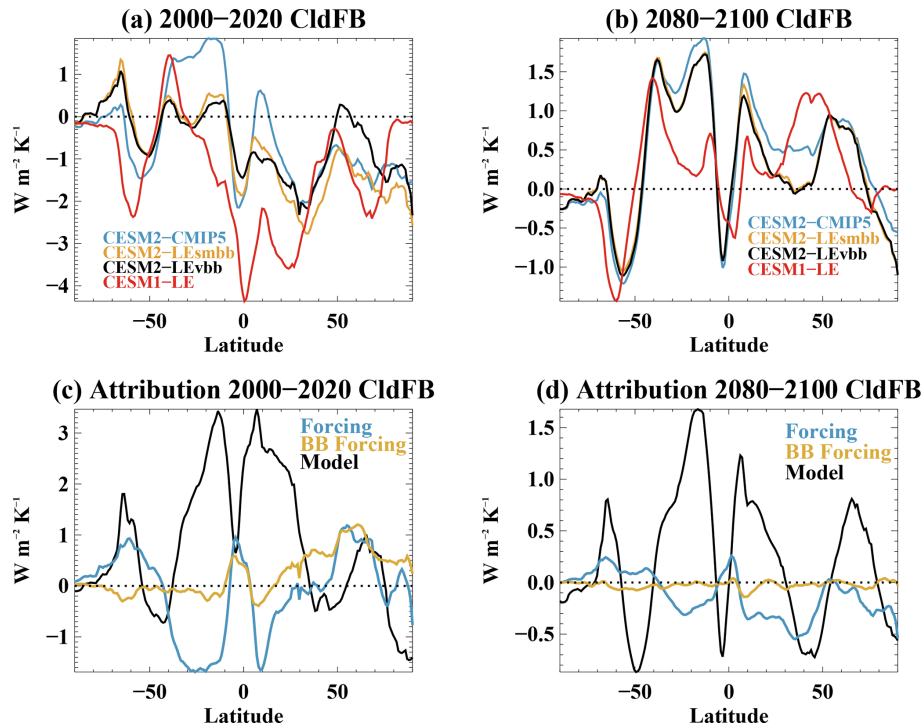 (a) 2000−2020 CldFB
W m−2 K−1
1
0
−1
−2
−3
−4
CESM2−CMIP5
CESM2−LEsmbb
CESM2−LEvbb
CESM1−LE
−50
0
50
Latitude
(b) 2080−2100 CldFB
W m−2 K−1
1.5
1.0
0.5
0.0
−0.5
−1.0
CESM2−CMIP5
CESM2−LEsmbb
CESM2−LEvbb
CESM1−LE
−50
0
50
Latitude
(c) Attribution 2000−2020 CldFB
W m−2 K−1
3
2
1
0
−1
Forcing
BB Forcing
Model
−50
0
50
Latitude
(d) Attribution 2080−2100 CldFB
W m−2 K−1
1.5
1.0
0.5
0.0
−0.5
Forcing
BB Forcing
Model
−50
0
50
Latitude